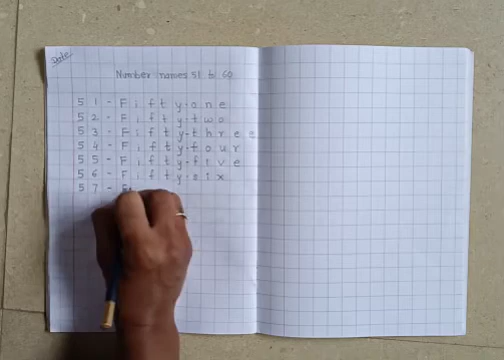 Date
Number names 51 to 60
51 - Fifty-one
52 - Fifty-two
53 - Fifty-three
54 - Fifty-four
55 - Fifty-five
56 - Fifty-six
57 - Fi